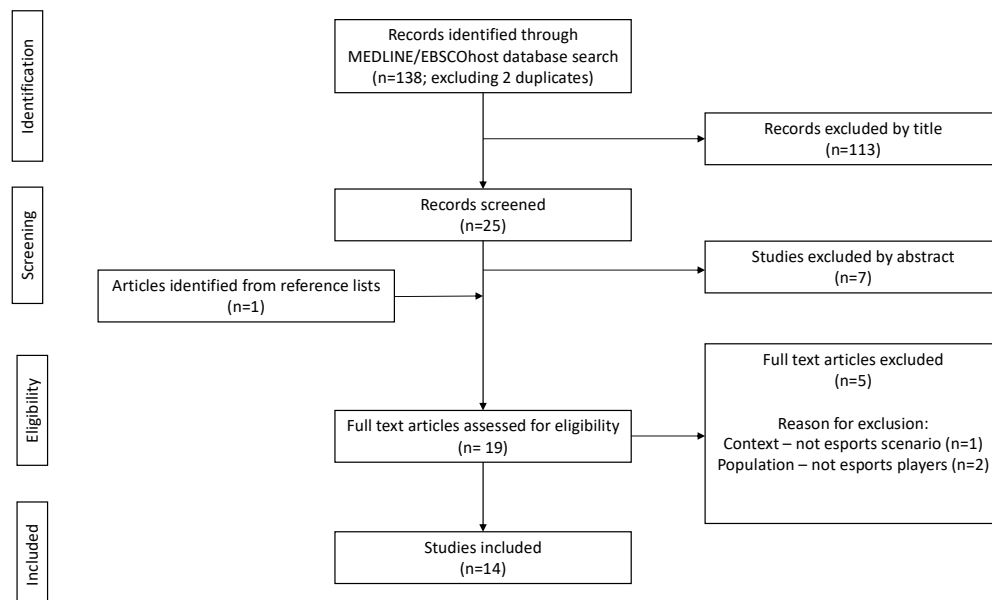 Identification
Records identified through
MEDLINE/EBSCOhost database search
(n=138; excluding 2 duplicates)
Records excluded by title
(n=113)
Screening
Records screened
(n=25)
Studies excluded by abstract
(n=7)
Articles identified from reference lists
(n=1)
Eligibility
Full text articles assessed for eligibility
(n= 19)
Full text articles excluded
(n=5)
Reason for exclusion:
Context – not esports scenario (n=1)
Population – not esports players (n=2)
Included
Studies included
(n=14)